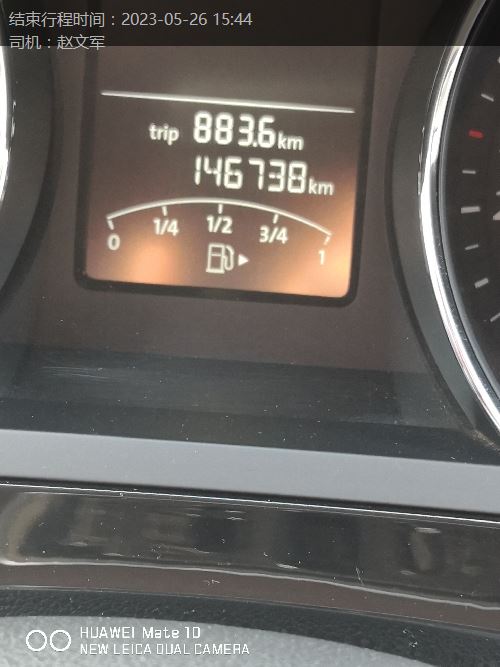 结束行程时间：2023-05-26 15:44
司机：赵文军
trip 883.6 km
146738 km
0 1/4 1/2 3/4 1
HUAWEI Mate 10
NEW LEICA DUAL CAMERA